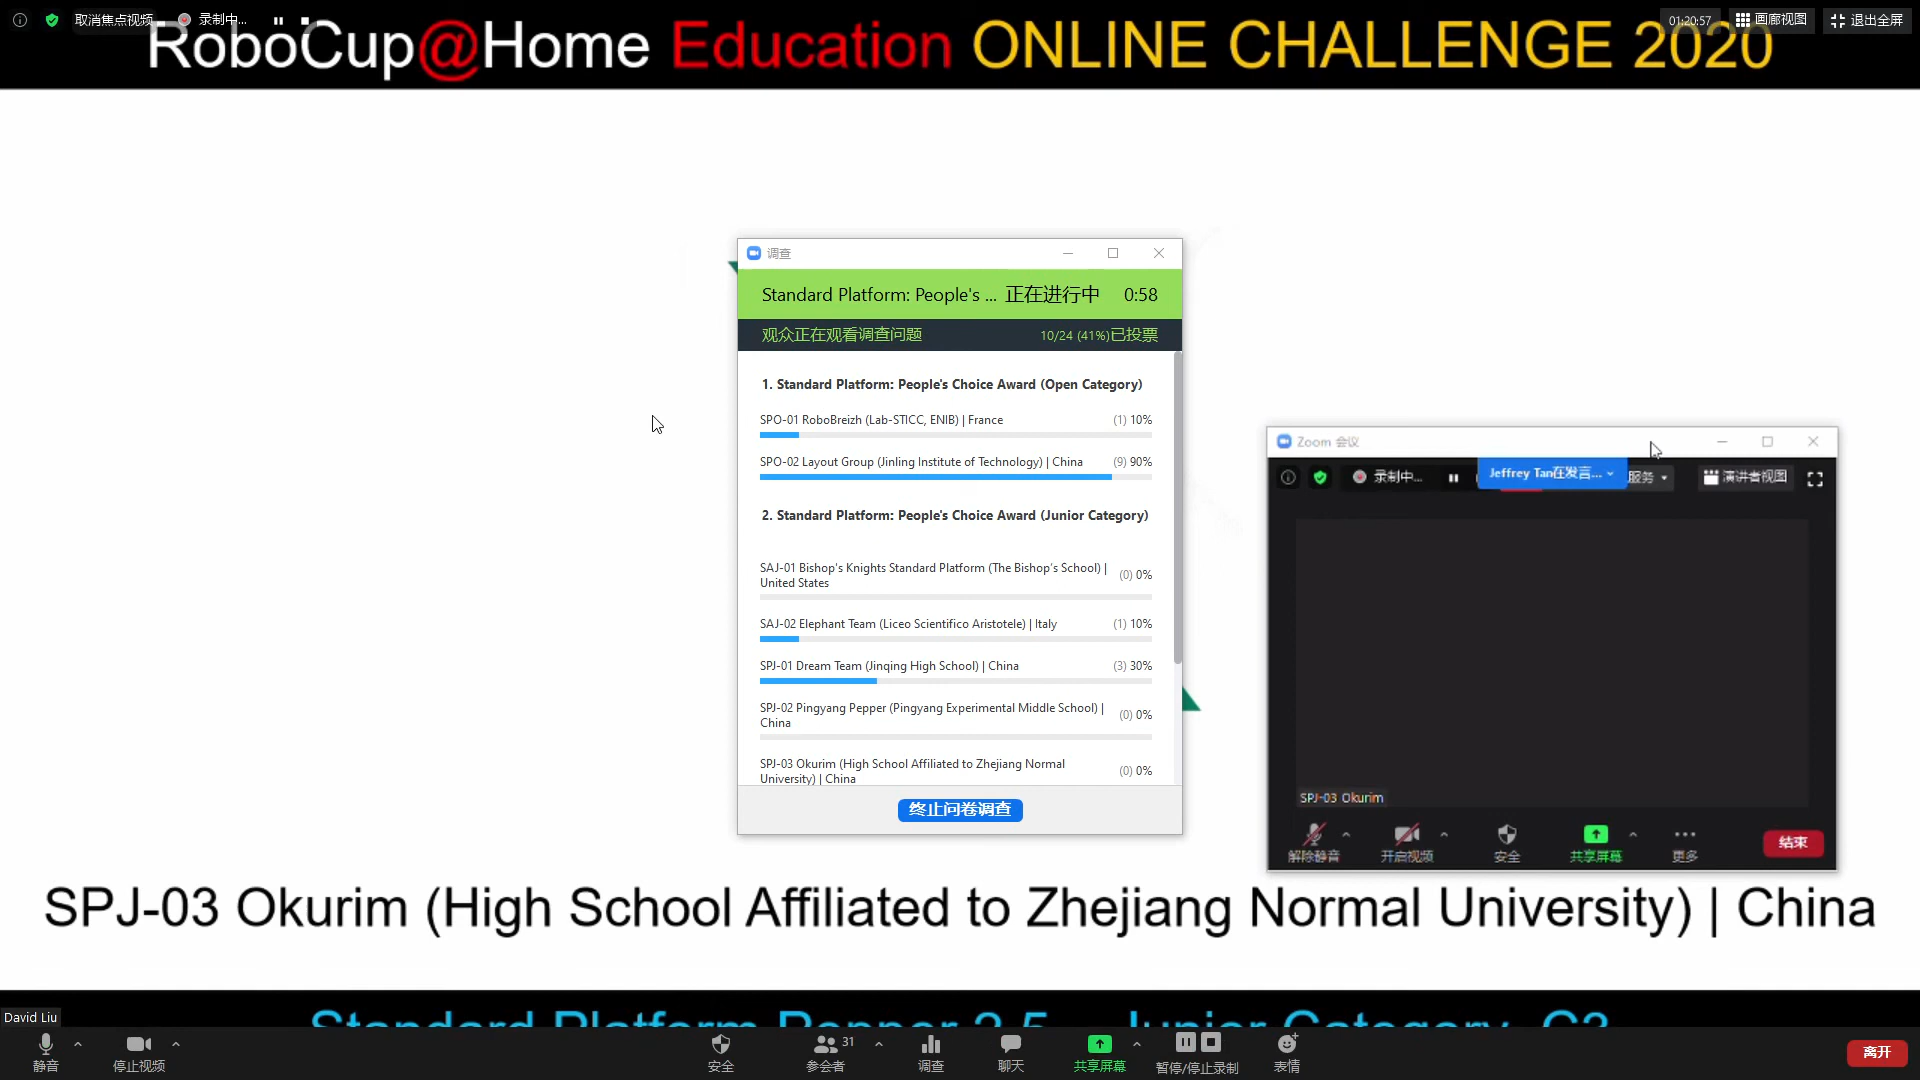 取消焦点视频
录制中...
01:20:57
画廊视图
退出全屏
RoboCup@Home Education ONLINE CHALLENGE 2020
调查
Standard Platform: People's ... 正在进行中 0:58
观众正在观看调查问题 10/24 (41%)已投票
1. Standard Platform: People's Choice Award (Open Category)
SPO-01 RoboBreizh (Lab-STICC, ENIB) | France (1) 10%
SPO-02 Layout Group (Jinling Institute of Technology) | China (9) 90%
2. Standard Platform: People's Choice Award (Junior Category)
SAJ-01 Bishop's Knights Standard Platform (The Bishop's School) |
United States (0) 0%
SAJ-02 Elephant Team (Liceo Scientifico Aristotele) | Italy (1) 10%
SPJ-01 Dream Team (Jinqing High School) | China (3) 30%
SPJ-02 Pingyang Pepper (Pingyang Experimental Middle School) |
China (0) 0%
SPJ-03 Okurim (High School Affiliated to Zhejiang Normal
University) | China (0) 0%
终止问卷调查
Zoom 会议
录制中...
Jeffrey Tan在发言...
服务
演讲者视图
SPJ-03 Okurim
解除静音
开启视频
安全
共享屏幕
更多
结束
SPJ-03 Okurim (High School Affiliated to Zhejiang Normal University) | China
Standard Platform Pepper 2.5 - Junior Category
David Liu
静音
停止视频
安全
31
参会者
调查
聊天
共享屏幕
暂停/停止录制
表情
离开